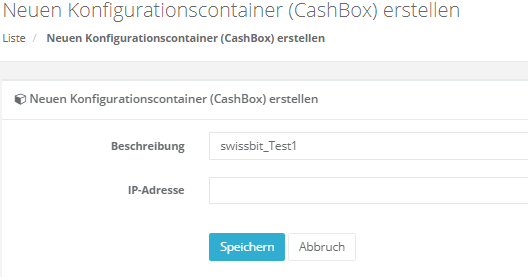 Neuen Konfigurationscontainer (CashBox) erstellen
Liste / Neuen Konfigurationscontainer (CashBox) erstellen
Neuen Konfigurationscontainer (CashBox) erstellen
Beschreibung swissbit_Test1
IP-Adresse
Speichern Abbruch